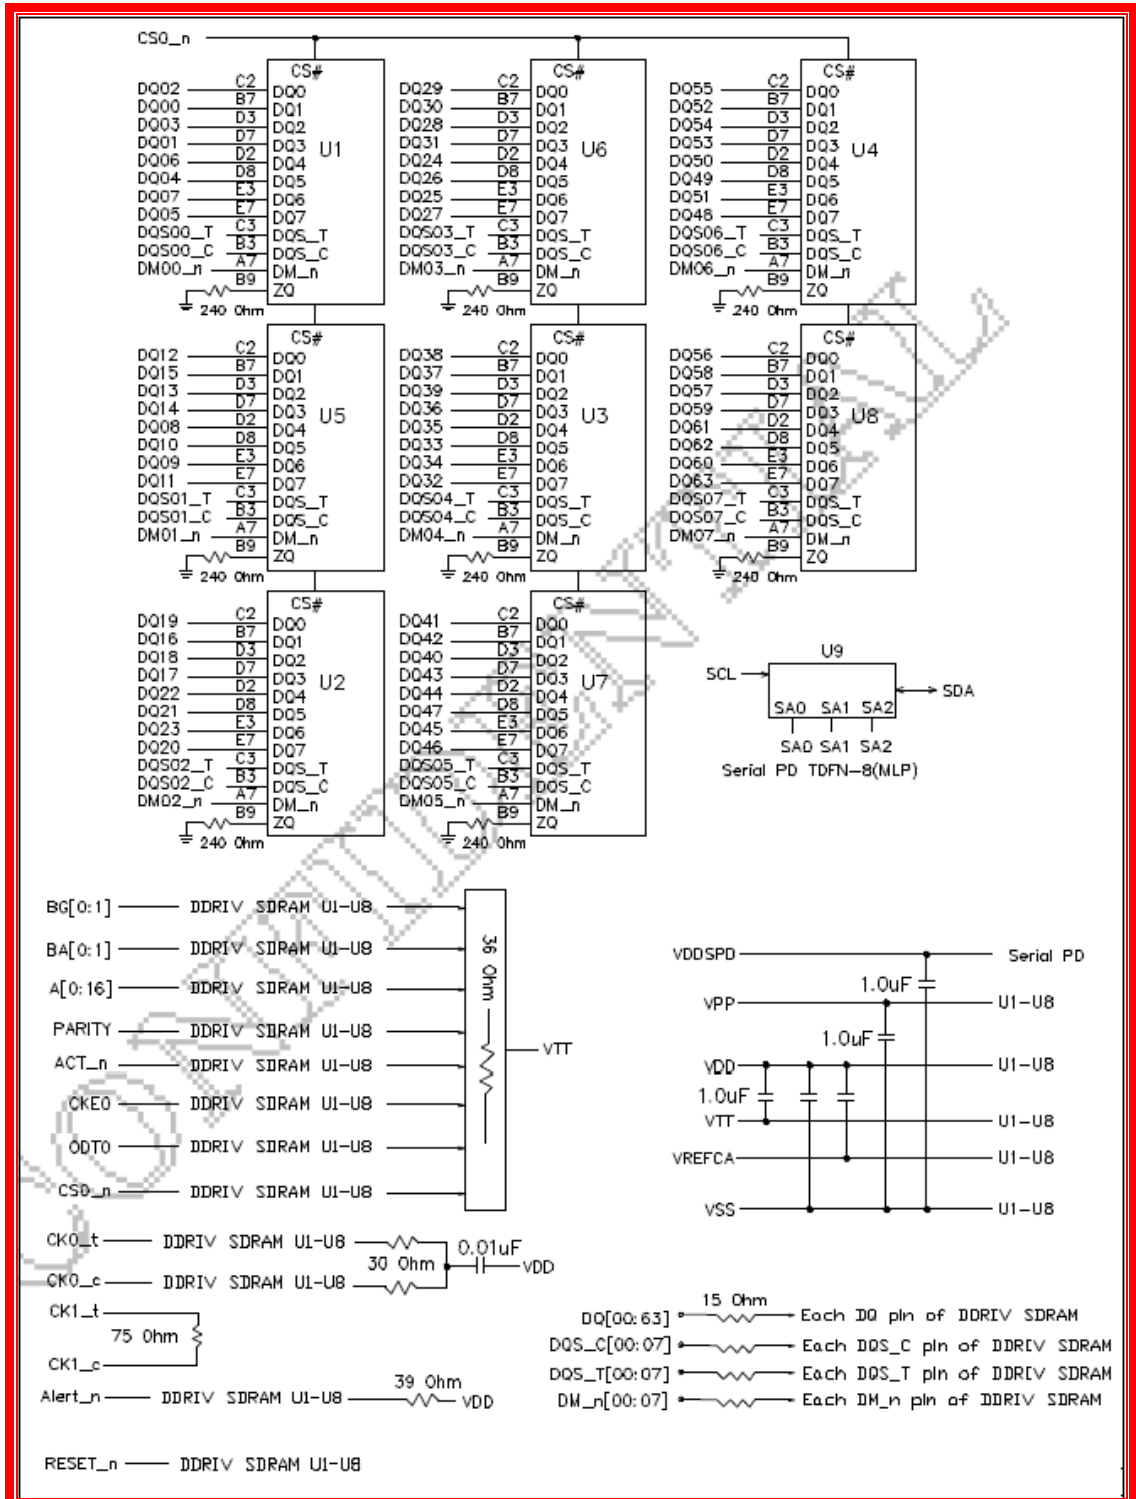 CS0_n
CS#
DQ02 C2 DQ0
DQ00 B7 DQ1
DQ03 D3 DQ2
DQ01 D7 DQ3
DQ06 D2 DQ4
DQ04 D8 DQ5
DQ07 E3 DQ6
DQ05 E7 DQ7
DQS00_T C3 DQS_T
DQS00_C B3 DQS_C
DM00_n A7 DM_n
B9 ZQ
240 Ohm
U1
CS#
DQ29 C2 DQ0
DQ30 B7 DQ1
DQ28 D3 DQ2
DQ31 D7 DQ3
DQ24 D2 DQ4
DQ26 D8 DQ5
DQ25 E3 DQ6
DQ27 E7 DQ7
DQS03_T C3 DQS_T
DQS03_C B3 DQS_C
DM03_n A7 DM_n
B9 ZQ
240 Ohm
U6
CS#
DQ55 C2 DQ0
DQ52 B7 DQ1
DQ54 D3 DQ2
DQ53 D7 DQ3
DQ50 D2 DQ4
DQ49 D8 DQ5
DQ51 E3 DQ6
DQ48 E7 DQ7
DQS06_T C3 DQS_T
DQS06_C B3 DQS_C
DM06_n A7 DM_n
B9 ZQ
240 Ohm
U4
CS#
DQ12 C2 DQ0
DQ15 B7 DQ1
DQ13 D3 DQ2
DQ14 D7 DQ3
DQ08 D2 DQ4
DQ10 D8 DQ5
DQ09 E3 DQ6
DQ11 E7 DQ7
DQS01_T C3 DQS_T
DQS01_C B3 DQS_C
DM01_n A7 DM_n
B9 ZQ
240 Ohm
U5
CS#
DQ38 C2 DQ0
DQ37 B7 DQ1
DQ39 D3 DQ2
DQ36 D7 DQ3
DQ35 D2 DQ4
DQ33 D8 DQ5
DQ34 E3 DQ6
DQ32 E7 DQ7
DQS04_T C3 DQS_T
DQS04_C B3 DQS_C
DM04_n A7 DM_n
B9 ZQ
240 Ohm
U3
CS#
DQ56 C2 DQ0
DQ58 B7 DQ1
DQ57 D3 DQ2
DQ59 D7 DQ3
DQ61 D2 DQ4
DQ62 D8 DQ5
DQ60 E3 DQ6
DQ63 E7 DQ7
DQS07_T C3 DQS_T
DQS07_C B3 DQS_C
DM07_n A7 DM_n
B9 ZQ
240 Ohm
U8
CS#
DQ19 C2 DQ0
DQ16 B7 DQ1
DQ18 D3 DQ2
DQ17 D7 DQ3
DQ22 D2 DQ4
DQ21 D8 DQ5
DQ23 E3 DQ6
DQ20 E7 DQ7
DQS02_T C3 DQS_T
DQS02_C B3 DQS_C
DM02_n A7 DM_n
B9 ZQ
240 Ohm
U2
CS#
DQ41 C2 DQ0
DQ42 B7 DQ1
DQ40 D3 DQ2
DQ43 D7 DQ3
DQ44 D2 DQ4
DQ47 D8 DQ5
DQ45 E3 DQ6
DQ46 E7 DQ7
DQS05_T C3 DQS_T
DQS05_C B3 DQS_C
DM05_n A7 DM_n
B9 ZQ
240 Ohm
U7
U9
SCL
SDA
SA0 SA1 SA2
SA0 SA1 SA2
Serial PD TDFN-8(MLP)
BG[0:1] DDRIV SDRAM U1-U8
BA[0:1] DDRIV SDRAM U1-U8
A[0:16] DDRIV SDRAM U1-U8
PARITY DDRIV SDRAM U1-U8
ACT_n DDRIV SDRAM U1-U8
CKE0 DDRIV SDRAM U1-U8
ODT0 DDRIV SDRAM U1-U8
CS0_n DDRIV SDRAM U1-U8
36 Ohm
VTT
VDDSPD Serial PD
1.0uF
VPP U1-U8
1.0uF
VDD U1-U8
1.0uF
VTT U1-U8
VREFCA U1-U8
VSS U1-U8
CK0_t DDRIV SDRAM U1-U8
30 Ohm 0.01uF VDD
CK0_c DDRIV SDRAM U1-U8
CK1_t
75 Ohm
CK1_c
Alert_n DDRIV SDRAM U1-U8 39 Ohm VDD
RESET_n DDRIV SDRAM U1-U8
15 Ohm
DQ[00:63] Each DQ pin of DDRIV SDRAM
DQS_C[00:07] Each DQS_C pin of DDRIV SDRAM
DQS_T[00:07] Each DQS_T pin of DDRIV SDRAM
DM_n[00:07] Each DM_n pin of DDRIV SDRAM
CONFIDENTIAL